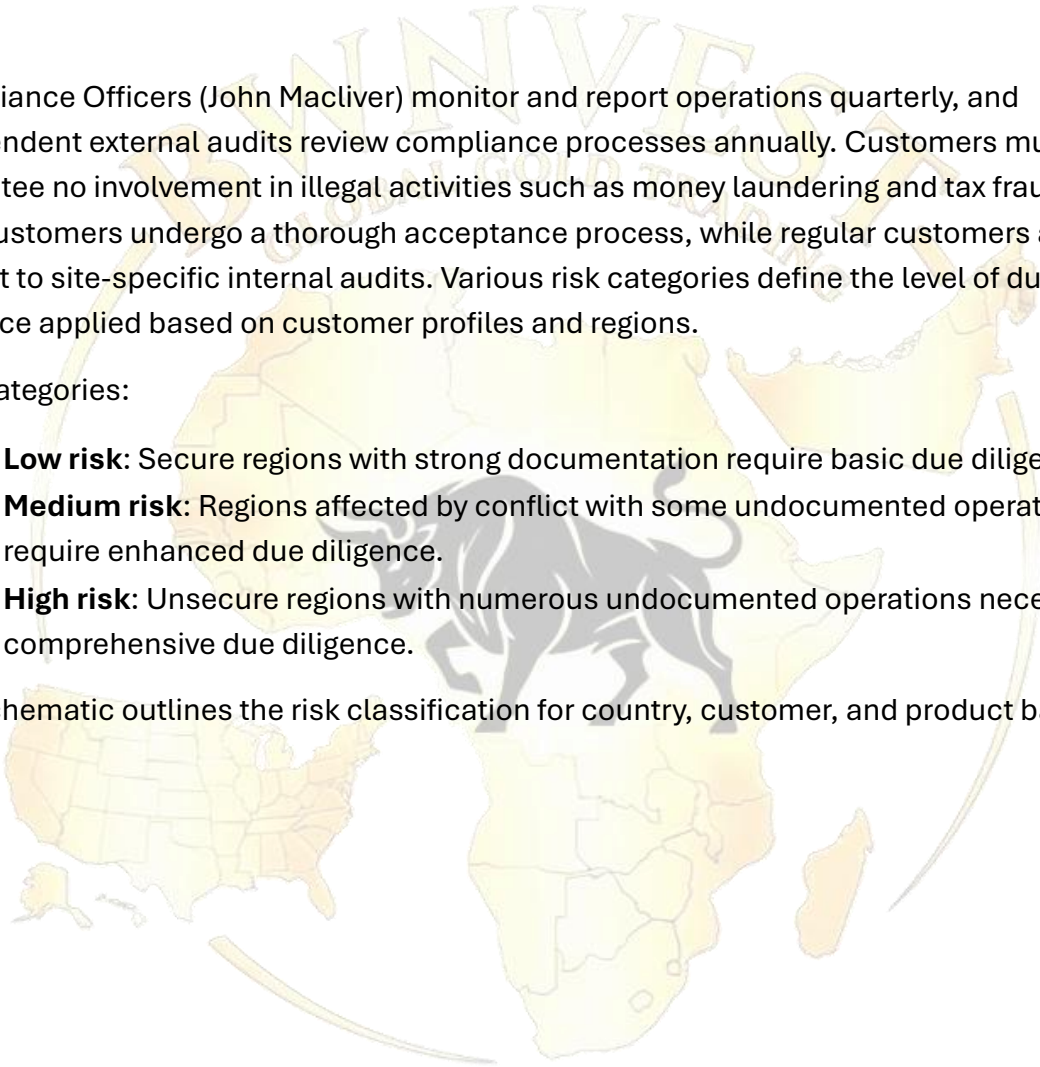 BWNVEST
GLOBAL GOLD TRADING
iance Officers (John Macliver) monitor and report operations quarterly, and
ndent external audits review compliance processes annually. Customers mu
tee no involvement in illegal activities such as money laundering and tax frau
ustomers undergo a thorough acceptance process, while regular customers a
t to site-specific internal audits. Various risk categories define the level of du
ce applied based on customer profiles and regions.
ategories:
Low risk: Secure regions with strong documentation require basic due dilige
Medium risk: Regions affected by conflict with some undocumented operat
require enhanced due diligence.
High risk: Unsecure regions with numerous undocumented operations nece
comprehensive due diligence.
hematic outlines the risk classification for country, customer, and product ba